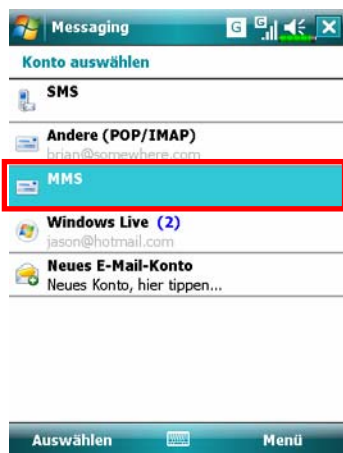 Messaging
G G
Konto auswählen
SMS
Andere (POP/IMAP)
brian@somewhere.com
MMS
Windows Live (2)
jason@hotmail.com
Neues E-Mail-Konto
Neues Konto, hier tippen...
Auswählen Menü